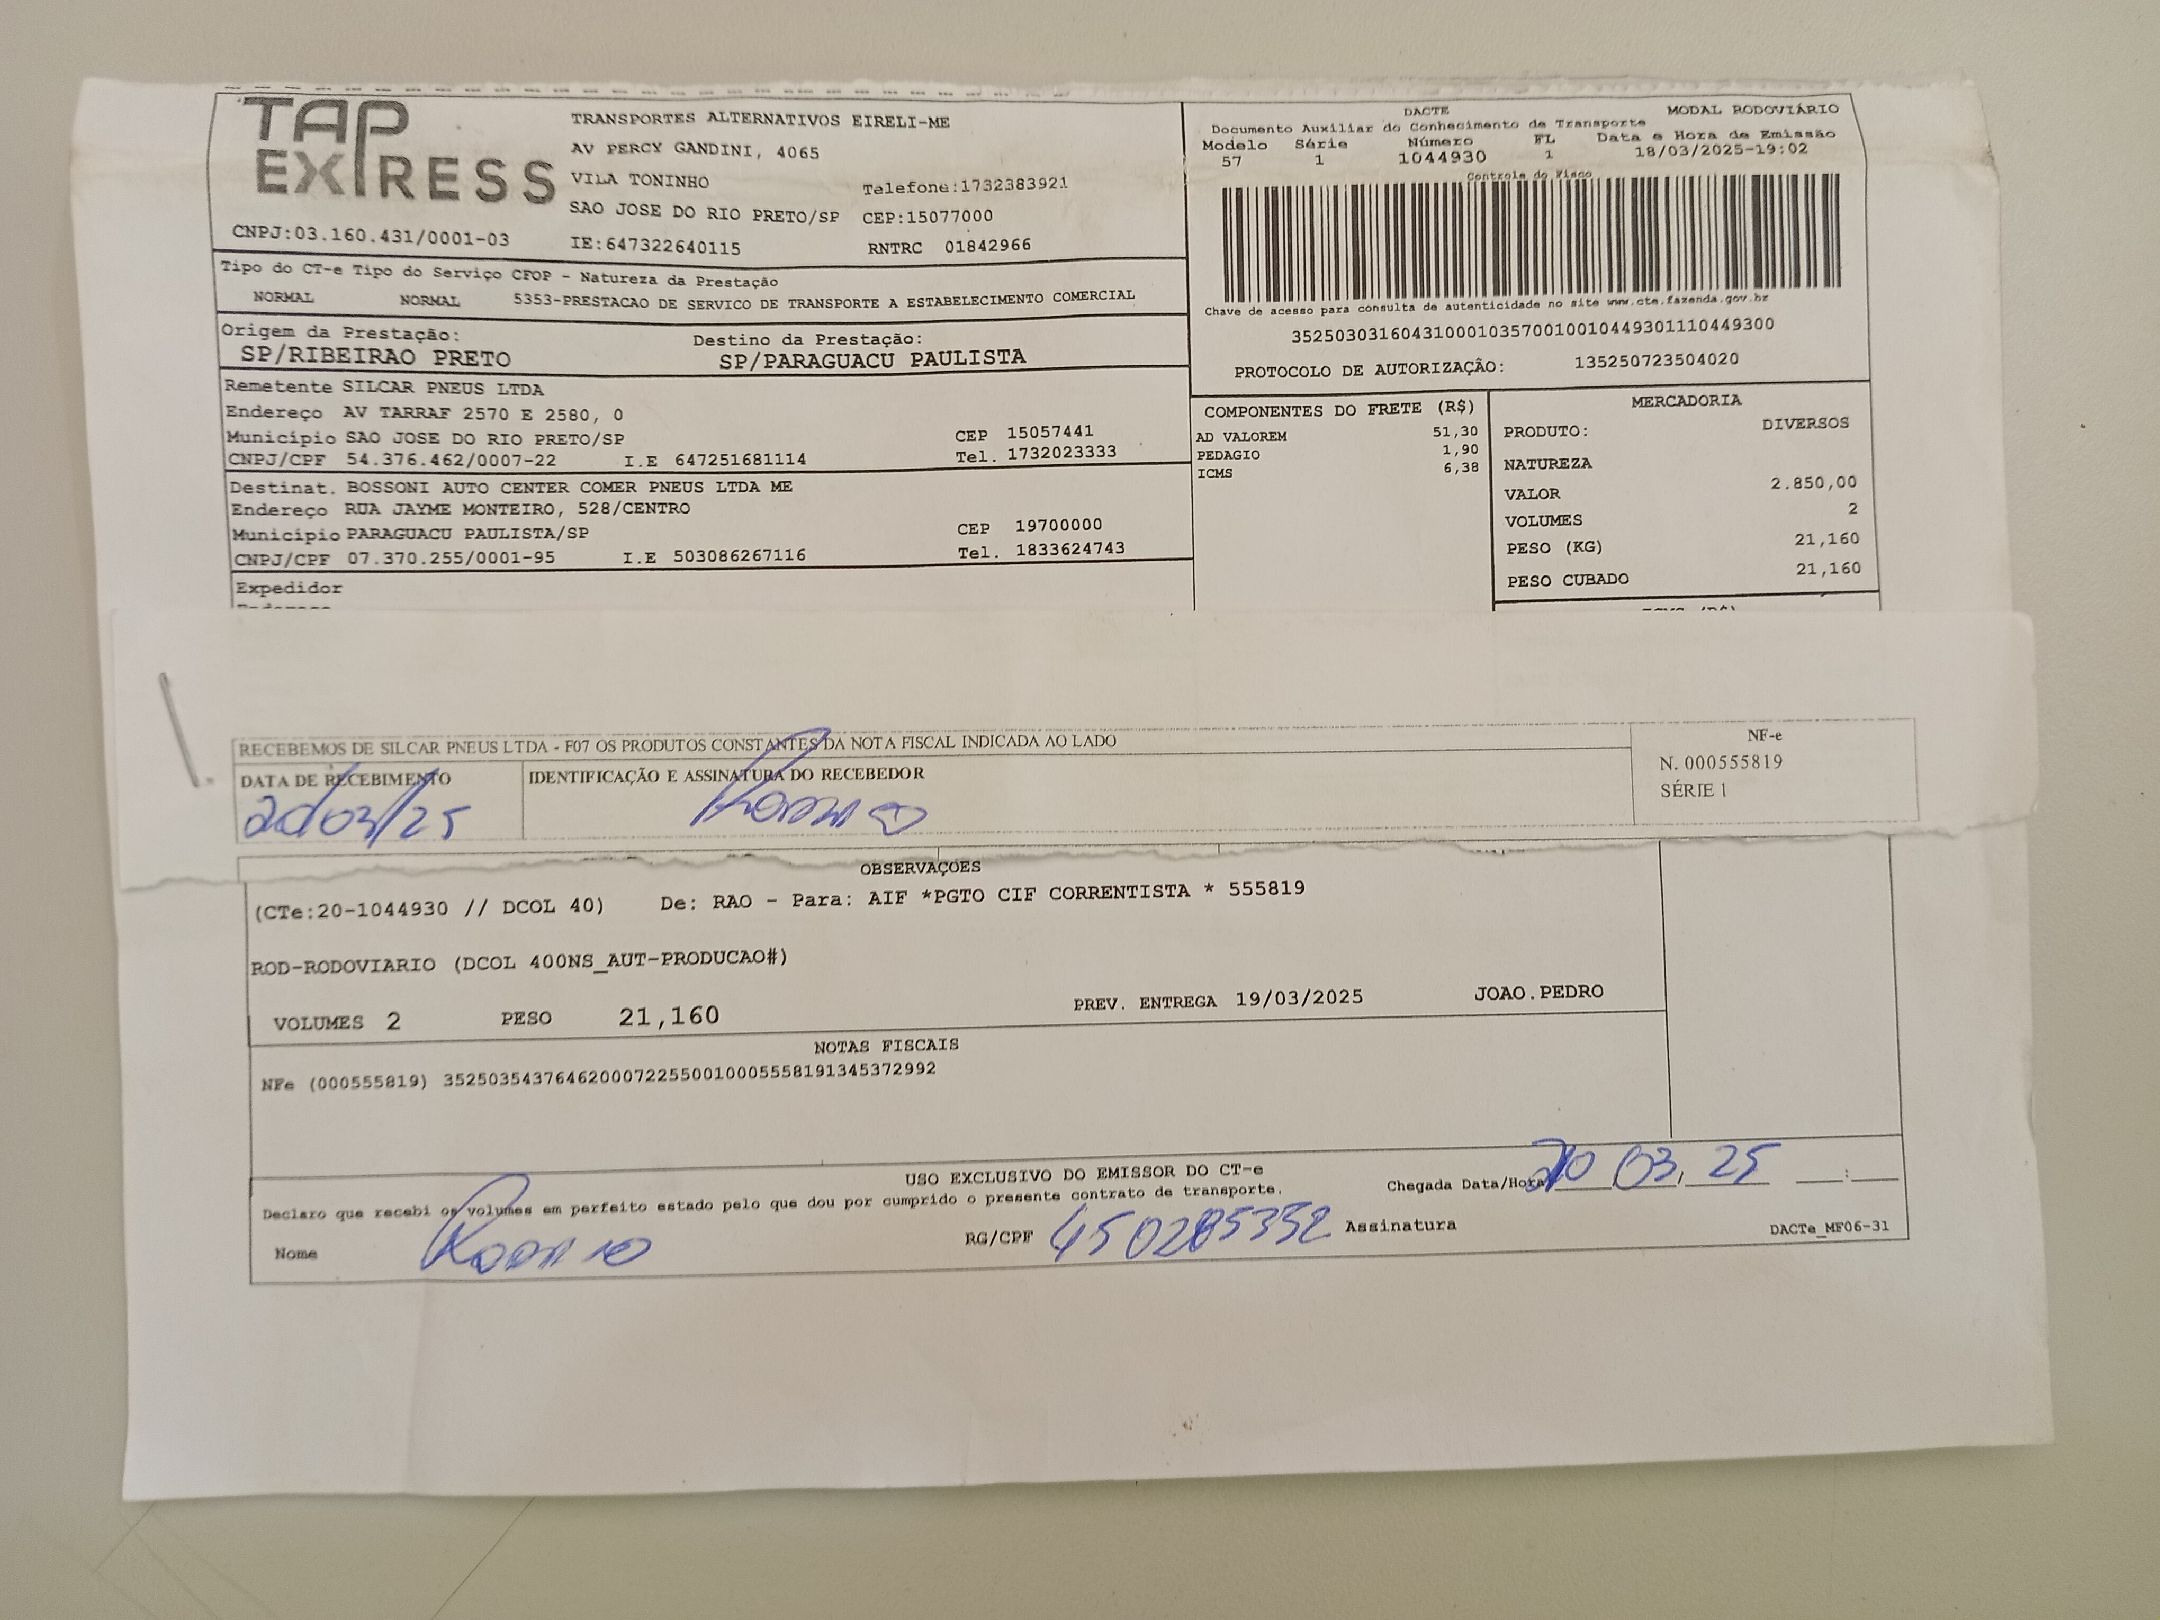 TAP EXPRESS
TRANSPORTES ALTERNATIVOS EIRELI-ME
AV PERCY GANDINI, 4065
VILA TONINHO Telefone:1732383921
SAO JOSE DO RIO PRETO/SP CEP:15077000
CNPJ:03.160.431/0001-03 IE:647322640115 RNTRC 01842966
DACTE MODAL RODOVIÁRIO
Documento Auxiliar do Conhecimento de Transporte
Modelo Série Número FL Data e Hora de Emissão
57 1 1044930 1 18/03/2025-19:02
Controle do Fisco
Chave de acesso para consulta de autenticidade no site www.cte.fazenda.gov.br
35250303160431000103570010010449301110449300
PROTOCOLO DE AUTORIZAÇÃO: 135250723504020
Tipo do CT-e Tipo do Serviço CFOP - Natureza da Prestação
NORMAL NORMAL 5353-PRESTACAO DE SERVICO DE TRANSPORTE A ESTABELECIMENTO COMERCIAL
Origem da Prestação: Destino da Prestação:
SP/RIBEIRAO PRETO SP/PARAGUACU PAULISTA
Remetente SILCAR PNEUS LTDA
Endereço AV TARRAF 2570 E 2580, 0
Município SAO JOSE DO RIO PRETO/SP CEP 15057441
CNPJ/CPF 54.376.462/0007-22 I.E 647251681114 Tel. 1732023333
Destinat. BOSSONI AUTO CENTER COMER PNEUS LTDA ME
Endereço RUA JAYME MONTEIRO, 528/CENTRO
Município PARAGUACU PAULISTA/SP CEP 19700000
CNPJ/CPF 07.370.255/0001-95 I.E 503086267116 Tel. 1833624743
Expedidor
COMPONENTES DO FRETE (R$)
AD VALOREM 51,30
PEDAGIO 1,90
ICMS 6,38
MERCADORIA
PRODUTO: DIVERSOS
NATUREZA
VALOR 2.850,00
VOLUMES 2
PESO (KG) 21,160
PESO CUBADO 21,160
RECEBEMOS DE SILCAR PNEUS LTDA - F07 OS PRODUTOS CONSTANTES DA NOTA FISCAL INDICADA AO LADO
DATA DE RECEBIMENTO IDENTIFICAÇÃO E ASSINATURA DO RECEBEDOR
20/03/25 Rodrigo
NF-e
N. 000555819
SÉRIE 1
OBSERVAÇOES
(CTe:20-1044930 // DCOL 40) De: RAO - Para: AIF *PGTO CIF CORRENTISTA * 555819
ROD-RODOVIARIO (DCOL 400NS_AUT-PRODUCAO#)
VOLUMES 2 PESO 21,160 PREV. ENTREGA 19/03/2025 JOAO.PEDRO
NOTAS FISCAIS
NFe (000555819) 35250354376462000722550010005558191345372992
USO EXCLUSIVO DO EMISSOR DO CT-e
Declaro que recebi os volumes em perfeito estado pelo que dou por cumprido o presente contrato de transporte. Chegada Data/Hora 20 03, 25 :
Nome Rodrigo RG/CPF 450285352 Assinatura DACTe_MF06-31